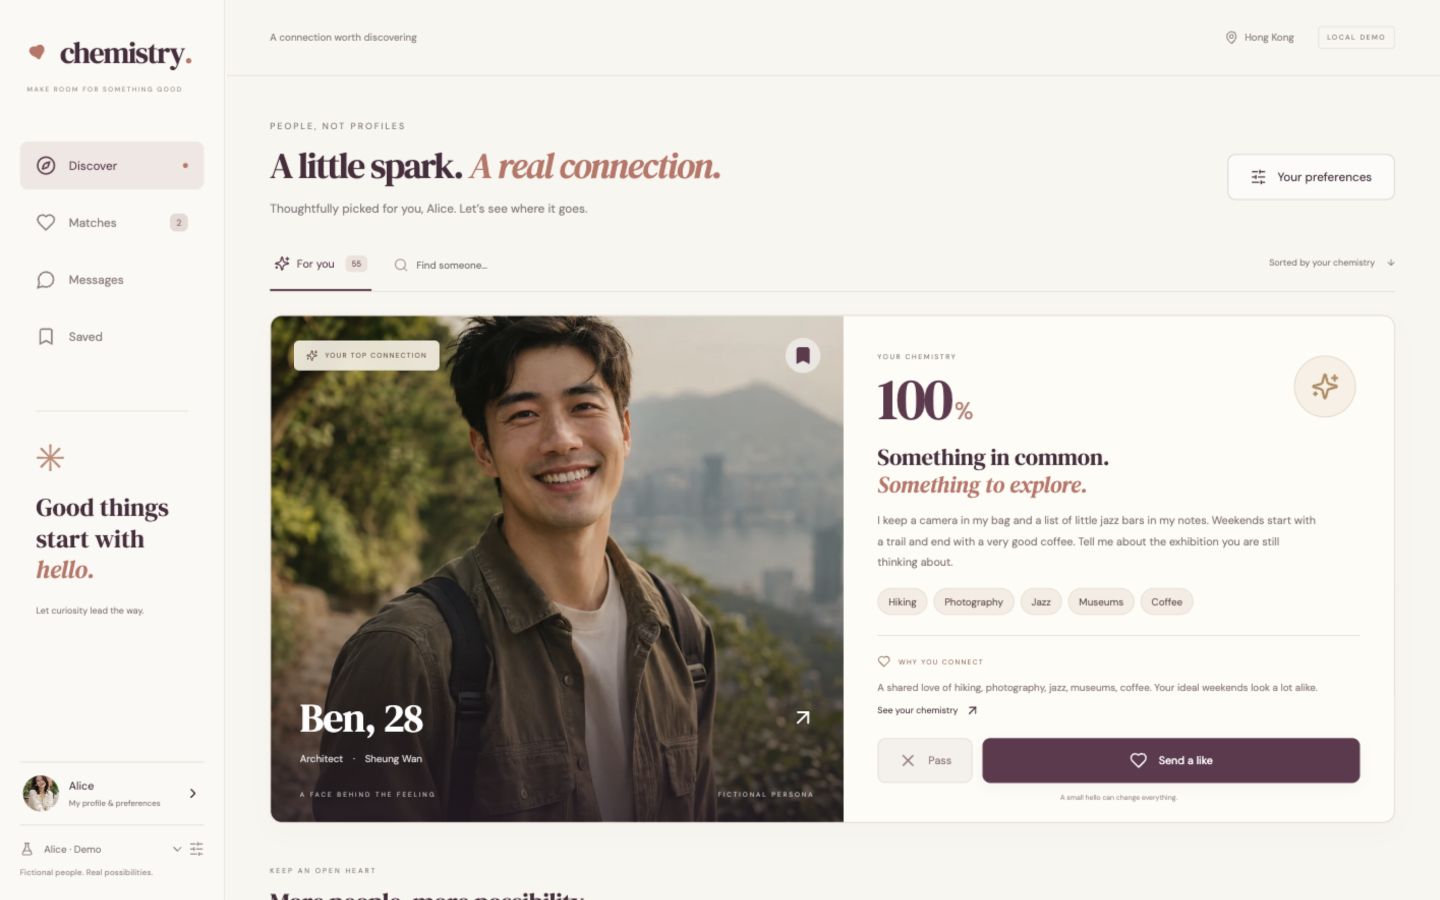 chemistry.
MAKE ROOM FOR SOMETHING GOOD
Discover
Matches 2
Messages
Saved
Good things
start with
hello.
Let curiosity lead the way.
Alice
My profile & preferences
Alice · Demo
Fictional people. Real possibilities.
A connection worth discovering
Hong Kong
LOCAL DEMO
PEOPLE, NOT PROFILES
A little spark. A real connection.
Thoughtfully picked for you, Alice. Let's see where it goes.
Your preferences
For you 55
Find someone...
Sorted by your chemistry
YOUR TOP CONNECTION
Ben, 28
Architect · Sheung Wan
A FACE BEHIND THE FEELING
FICTIONAL PERSONA
YOUR CHEMISTRY
100%
Something in common.
Something to explore.
I keep a camera in my bag and a list of little jazz bars in my notes. Weekends start with
a trail and end with a very good coffee. Tell me about the exhibition you are still
thinking about.
Hiking
Photography
Jazz
Museums
Coffee
WHY YOU CONNECT
A shared love of hiking, photography, jazz, museums, coffee. Your ideal weekends look a lot alike.
See your chemistry
Pass
Send a like
A small hello can change everything.
KEEP AN OPEN HEART
More people, more possibility.